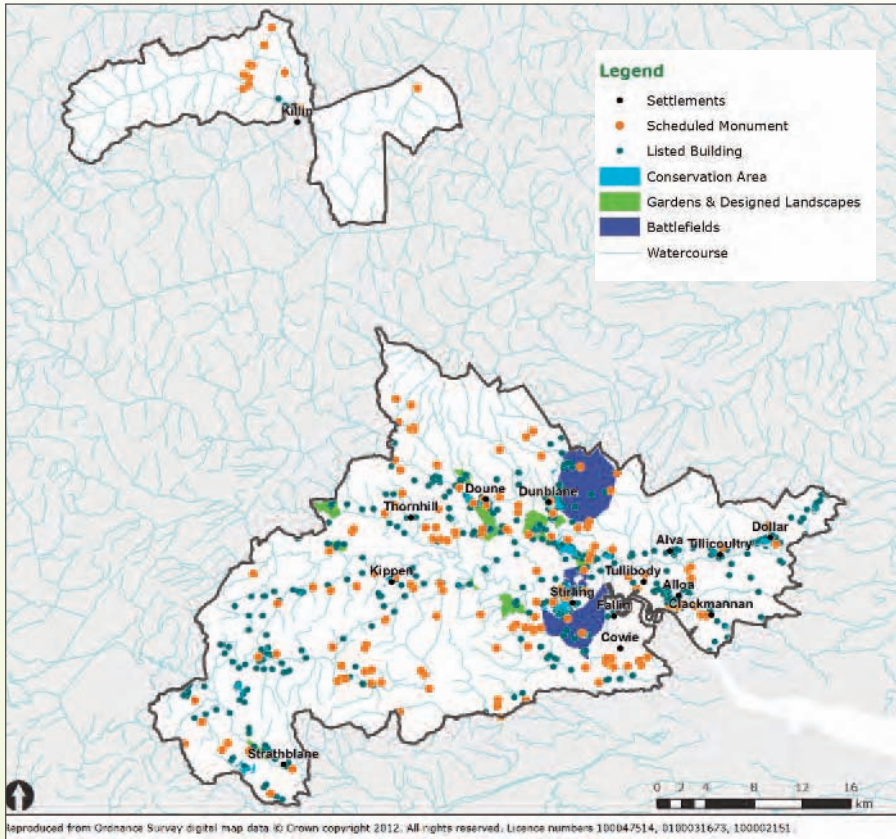 Legend
Settlements
Scheduled Monument
Listed Building
Conservation Area
Gardens & Designed Landscapes
Battlefields
Watercourse
Killin
Doune
Dunblane
Thornhill
Dollar
Alva
Tillicoultry
Kippen
Tullibody
Alloa
Stirling
Fallin
Clackmannan
Cowie
Strathblane
0 2 4 8 12 16
km
Reproduced from Ordnance Survey digital map data © Crown copyright 2012. All rights reserved. Licence numbers 100047514, 0100031673, 100002151